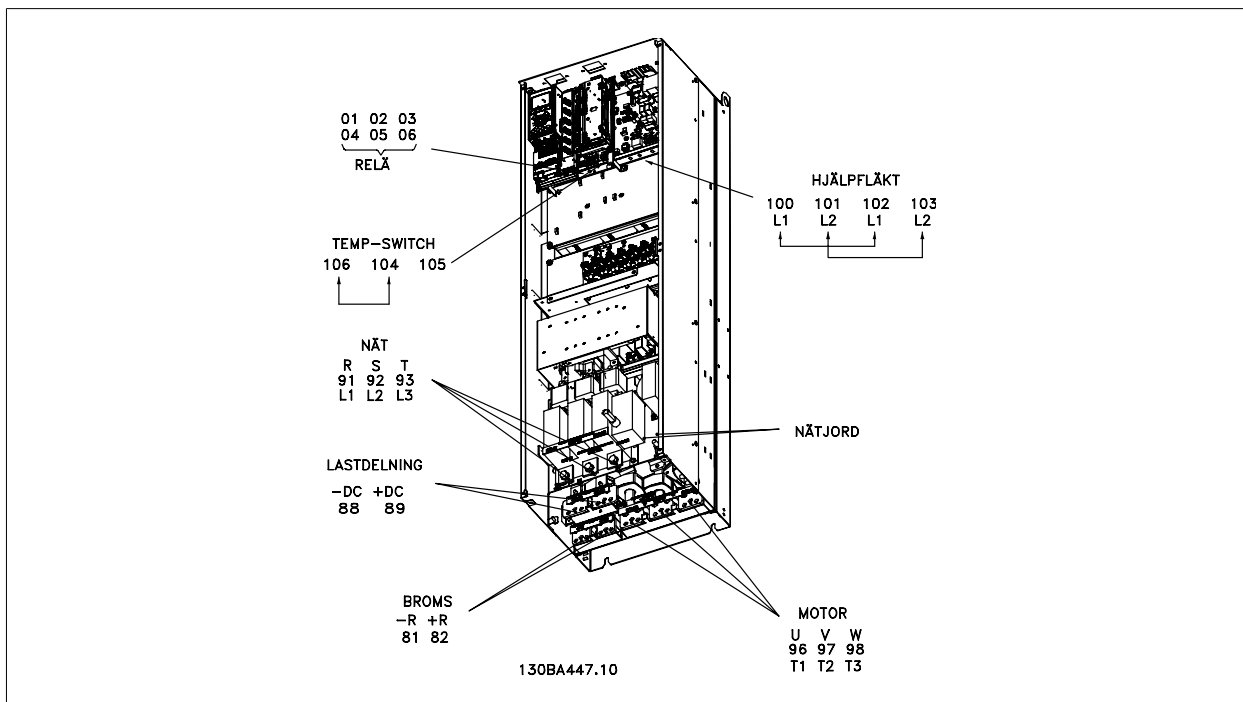 01 02 03
04 05 06
RELÄ
HJÄLPFLÄKT
100 101 102 103
L1 L2 L1 L2
TEMP-SWITCH
106 104 105
NÄT
R S T
91 92 93
L1 L2 L3
NÄTJORD
LASTDELNING
-DC +DC
88 89
BROMS
-R +R
81 82
MOTOR
U V W
96 97 98
T1 T2 T3
130BA447.10